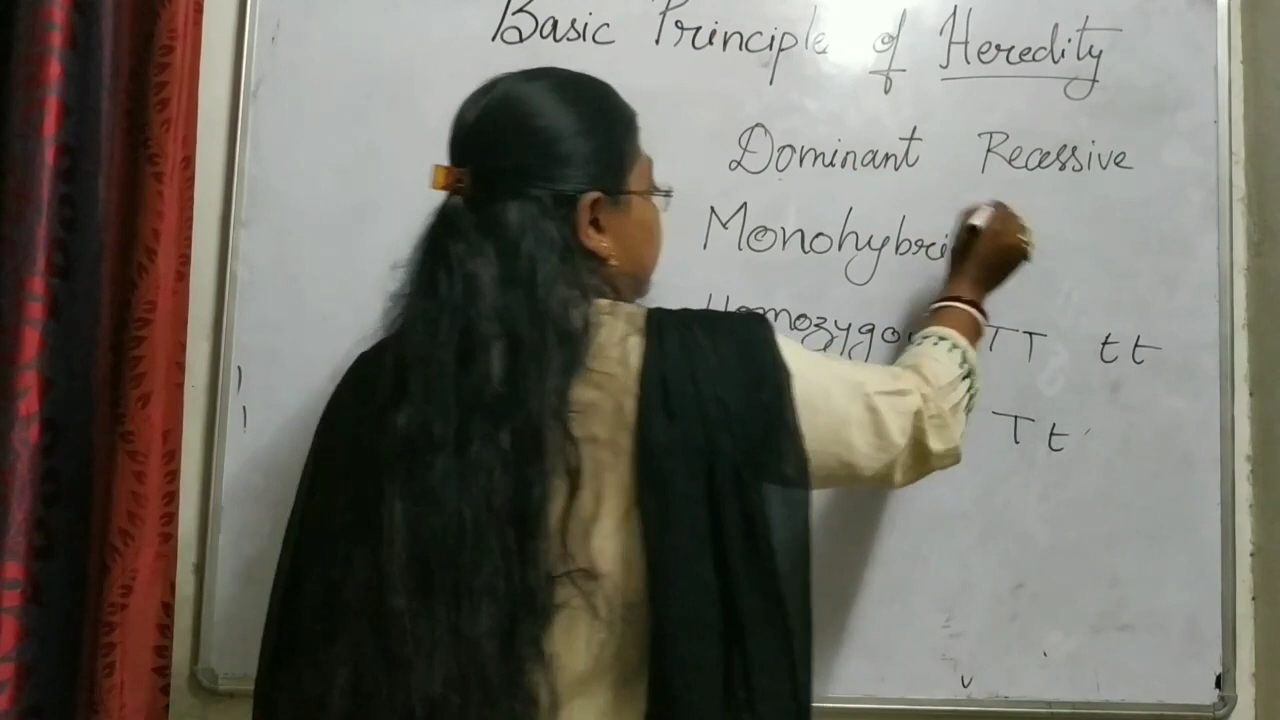 Basic Principle of Heredity
Dominant Recessive
Monohybri
TT tt
Tt